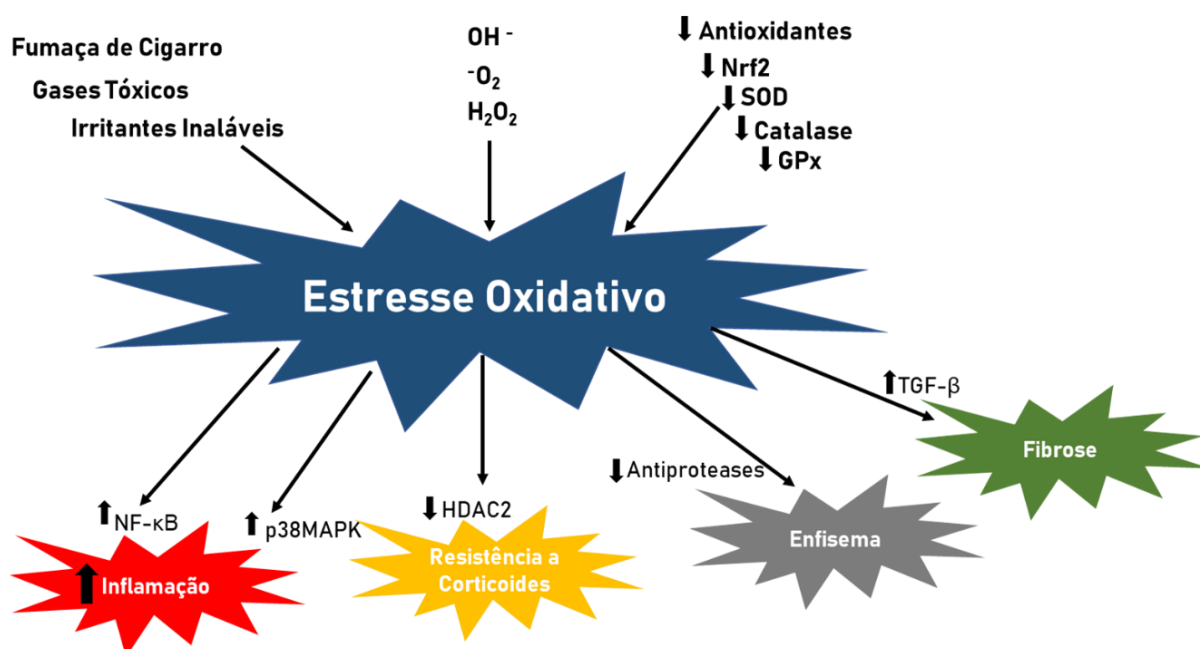 Fumaça de Cigarro
Gases Tóxicos
Irritantes Inaláveis
OH -
-O2
H2O2
⬇ Antioxidantes
⬇ Nrf2
⬇ SOD
⬇ Catalase
⬇ GPx
Estresse Oxidativo
⬆ NF-κB
⬆ p38MAPK
⬇ HDAC2
⬇ Antiproteases
⬆ TGF-β
⬆ Inflamação
Resistência a
Corticoides
Enfisema
Fibrose